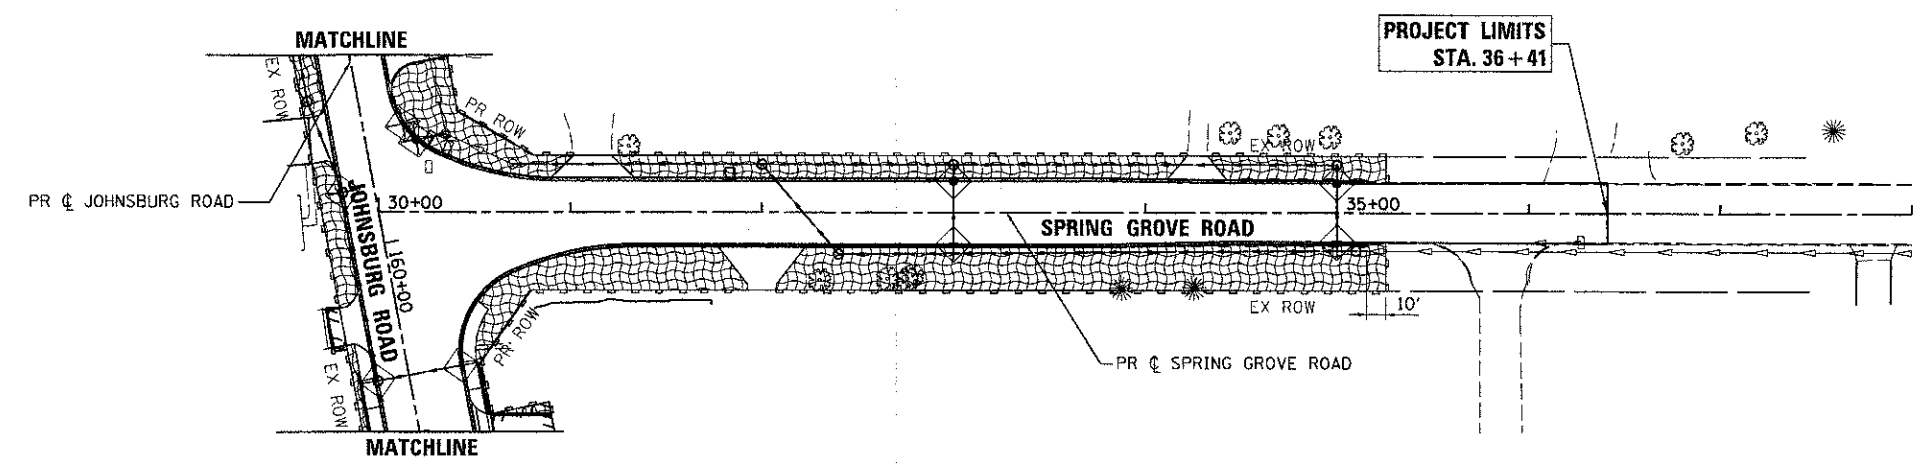 MATCHLINE
PROJECT LIMITS
STA. 36+41
EX ROW
PR ROW
EX ROW
PR ℄ JOHNSBURG ROAD
30+00
35+00
JOHNSBURG ROAD
SPRING GROVE ROAD
160+00
EX ROW
10'
PR. ROW
PR ℄ SPRING GROVE ROAD
EX ROW
MATCHLINE